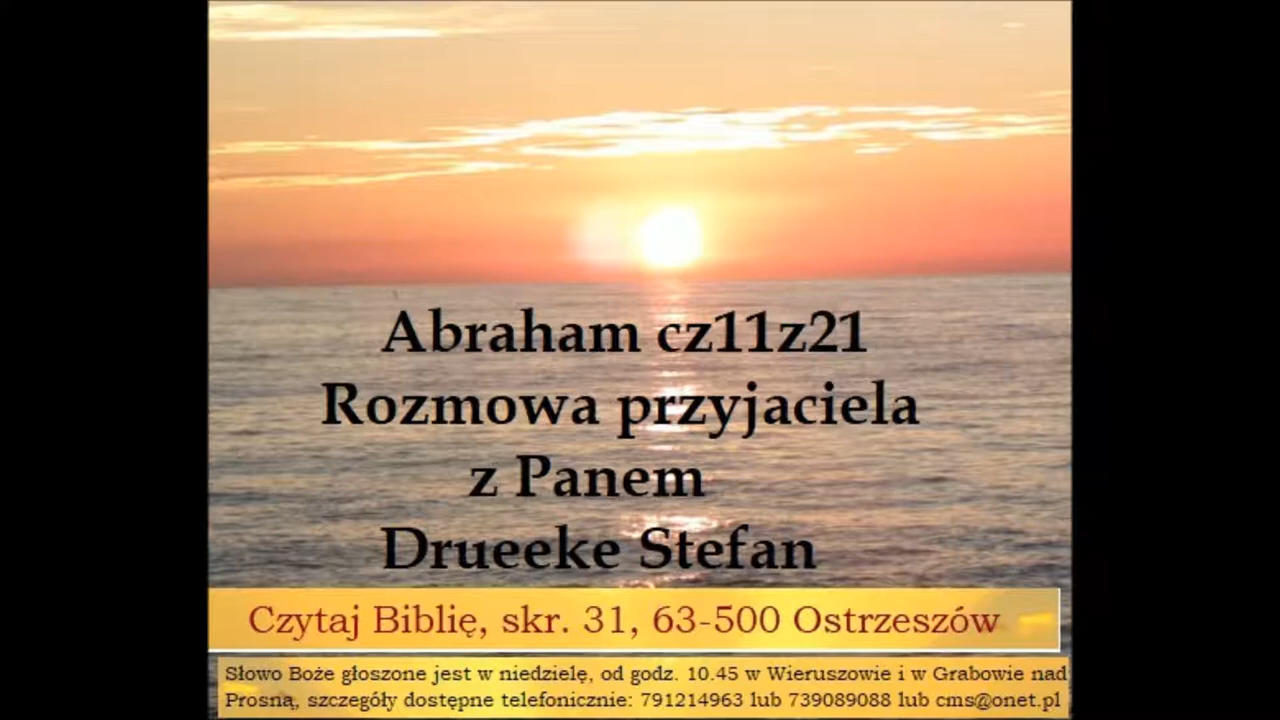 Abraham cz11z21
Rozmowa przyjaciela
z Panem
Drueeke Stefan
Czytaj Biblię, skr. 31, 63-500 Ostrzeszów
Słowo Boże głoszone jest w niedzielę, od godz. 10.45 w Wieruszowie i w Grabowie nad
Prosną, szczegóły dostępne telefonicznie: 791214963 lub 739089088 lub cms@onet.pl